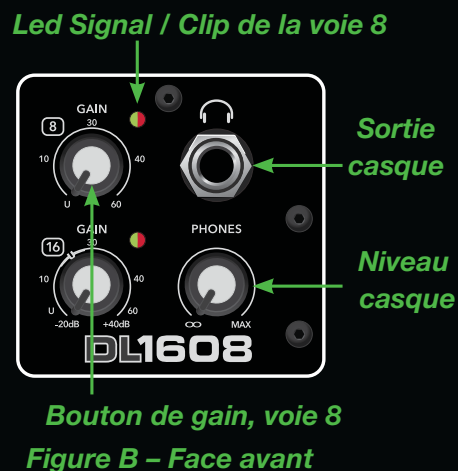 Led Signal / Clip de la voie 8
GAIN
8
30
10
40
U
60
Sortie
casque
GAIN
16
30
10
40
U
60
-20dB
+40dB
PHONES
∞
MAX
Niveau
casque
DL1608
Bouton de gain, voie 8
Figure B – Face avant